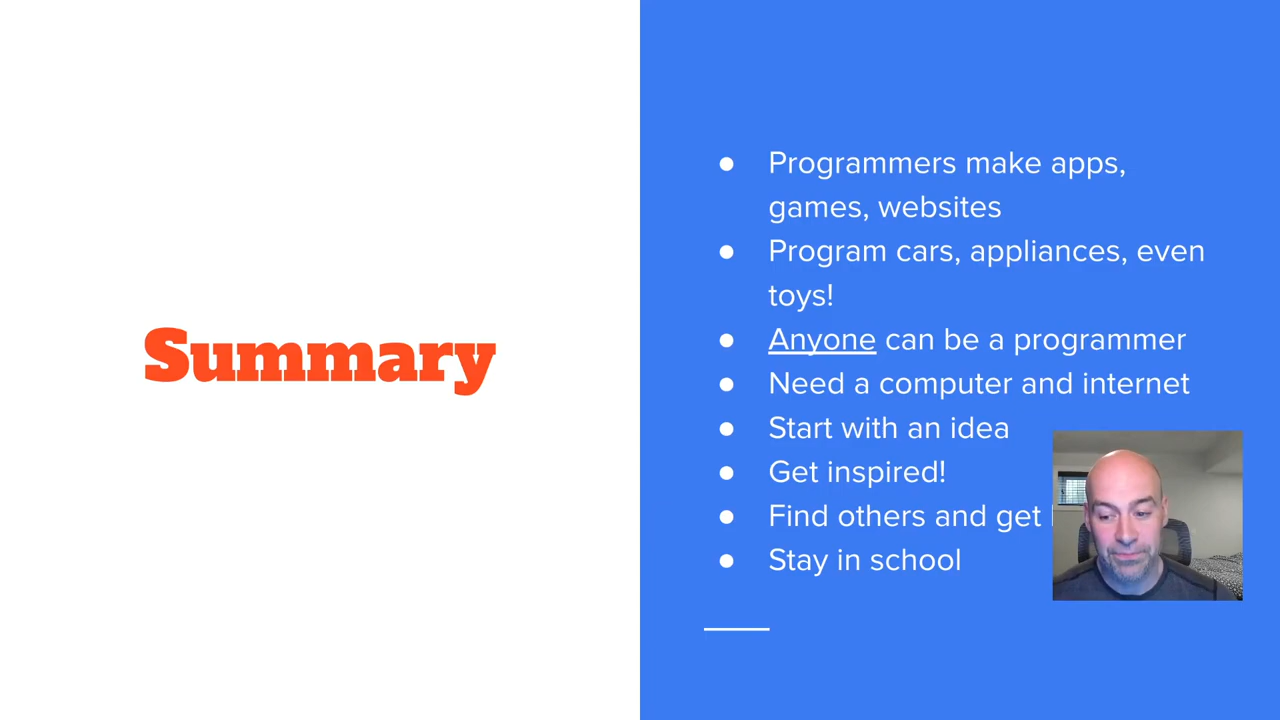 Summary
● Programmers make apps,
games, websites
● Program cars, appliances, even
toys!
● Anyone can be a programmer
● Need a computer and internet
● Start with an idea
● Get inspired!
● Find others and get
● Stay in school